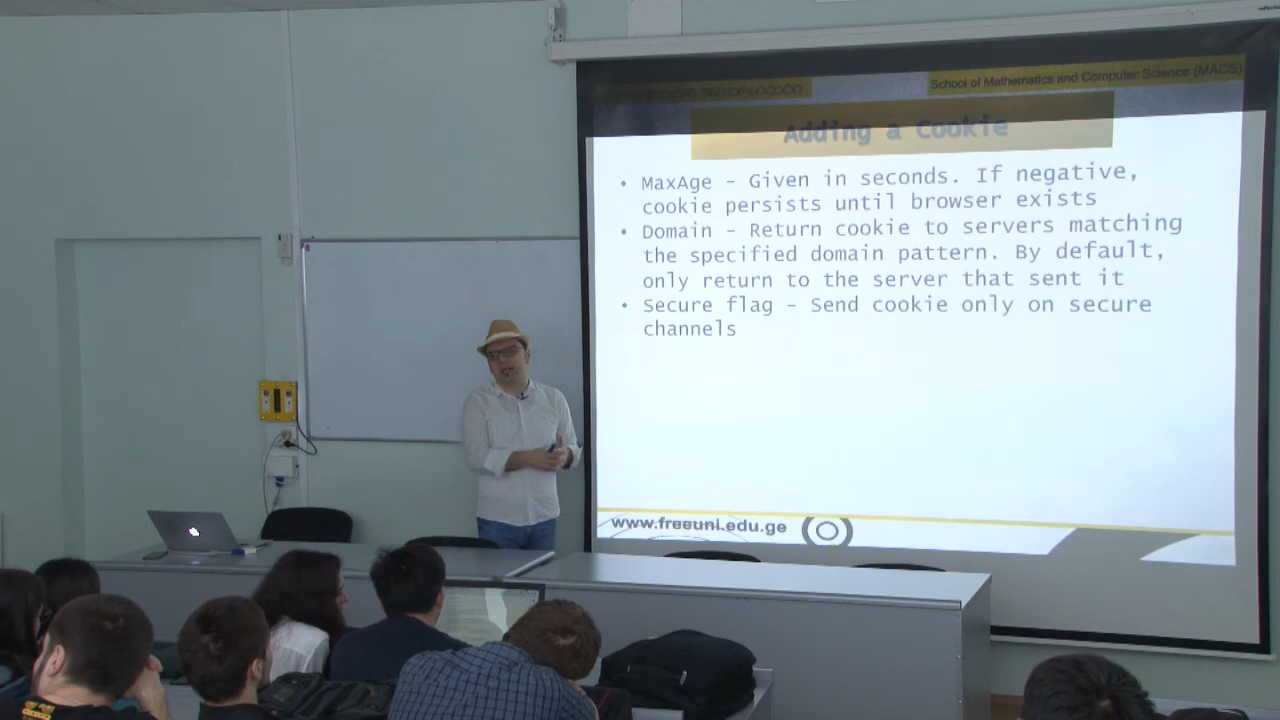 School of Mathematics and Computer Science (MACS)
Adding a Cookie
• MaxAge – Given in seconds. If negative,
cookie persists until browser exists
• Domain – Return cookie to servers matching
the specified domain pattern. By default,
only return to the server that sent it
• Secure flag – Send cookie only on secure
channels
www.freeuni.edu.ge